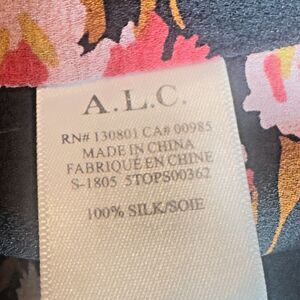 A.L.C.
RN# 130801 CA# 00985
MADE IN CHINA
FABRIQUÉ EN CHINE
S-1805 5TOPS00362
100% SILK/SOIE